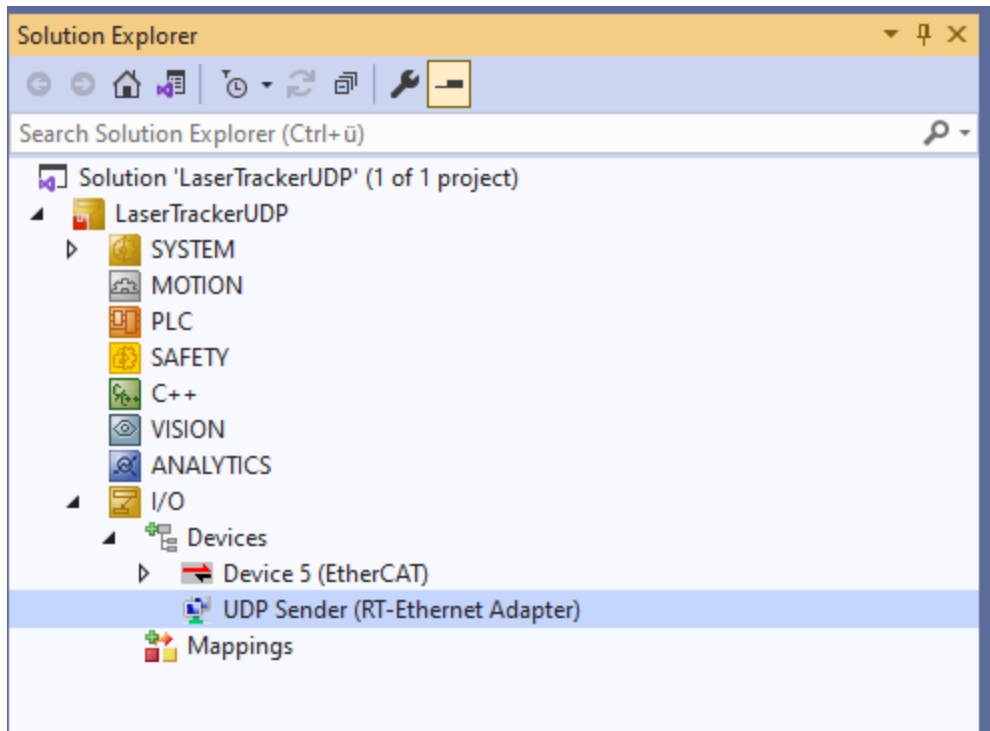 Solution Explorer
Search Solution Explorer (Ctrl+ü)
Solution 'LaserTrackerUDP' (1 of 1 project)
LaserTrackerUDP
SYSTEM
MOTION
PLC
SAFETY
C++
VISION
ANALYTICS
I/O
Devices
Device 5 (EtherCAT)
UDP Sender (RT-Ethernet Adapter)
Mappings